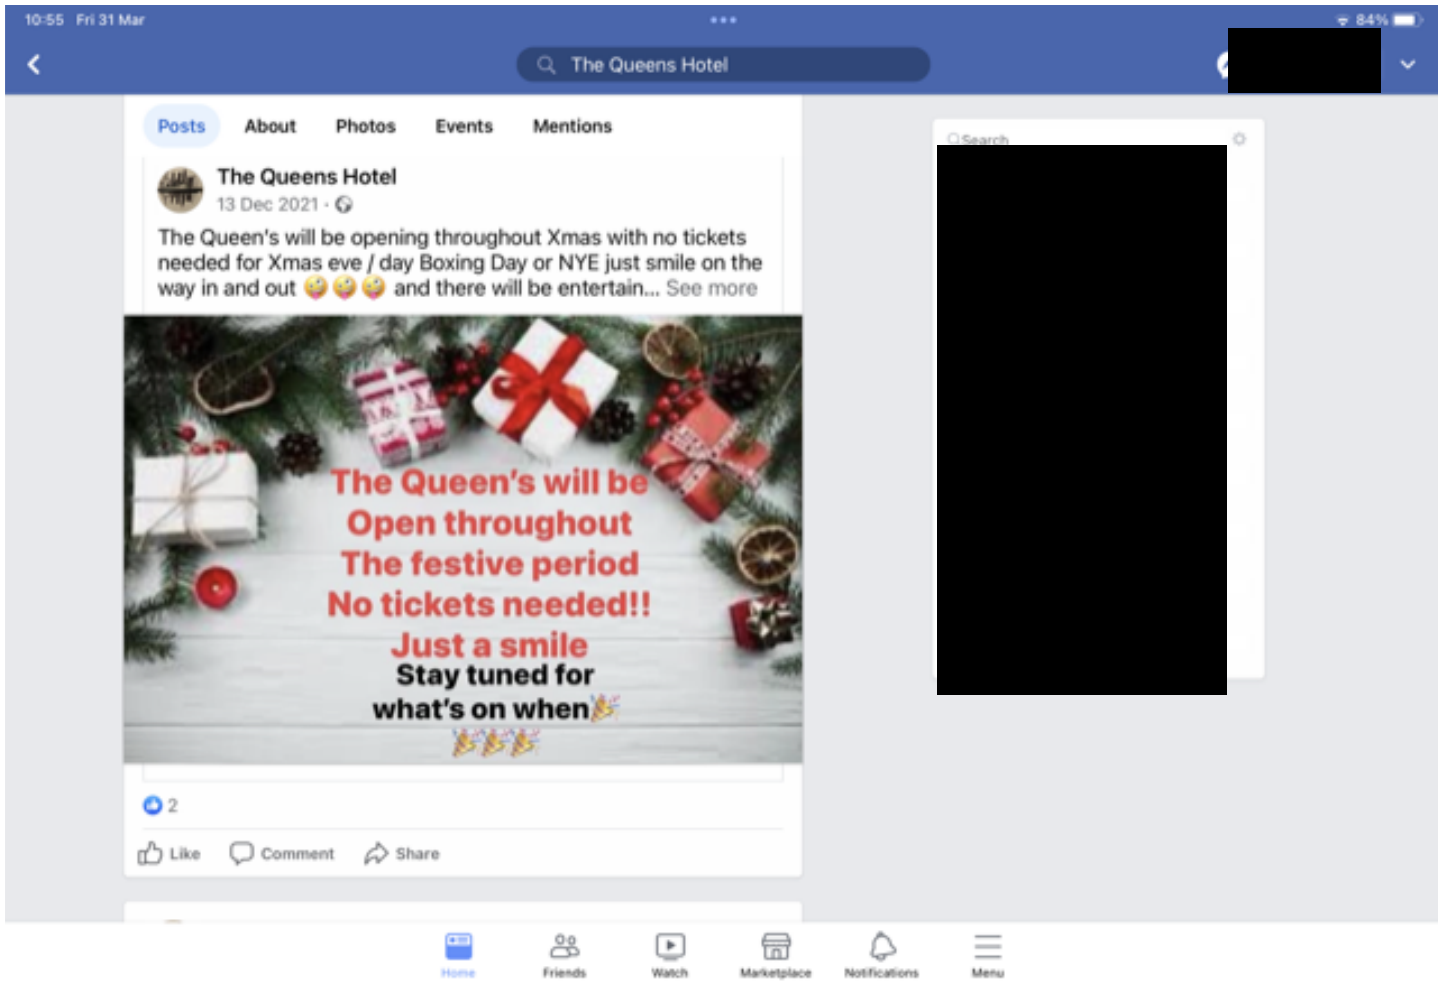 10:55 Fri 31 Mar
84%
The Queens Hotel
Posts About Photos Events Mentions
The Queens Hotel
13 Dec 2021 ·
The Queen's will be opening throughout Xmas with no tickets
needed for Xmas eve / day Boxing Day or NYE just smile on the
way in and out 🤪🤪🤪 and there will be entertain... See more
The Queen's will be
Open throughout
The festive period
No tickets needed!!
Just a smile
Stay tuned for
what's on when🎉
🎉🎉🎉
2
Like Comment Share
Search
Home Friends Watch Marketplace Notifications Menu